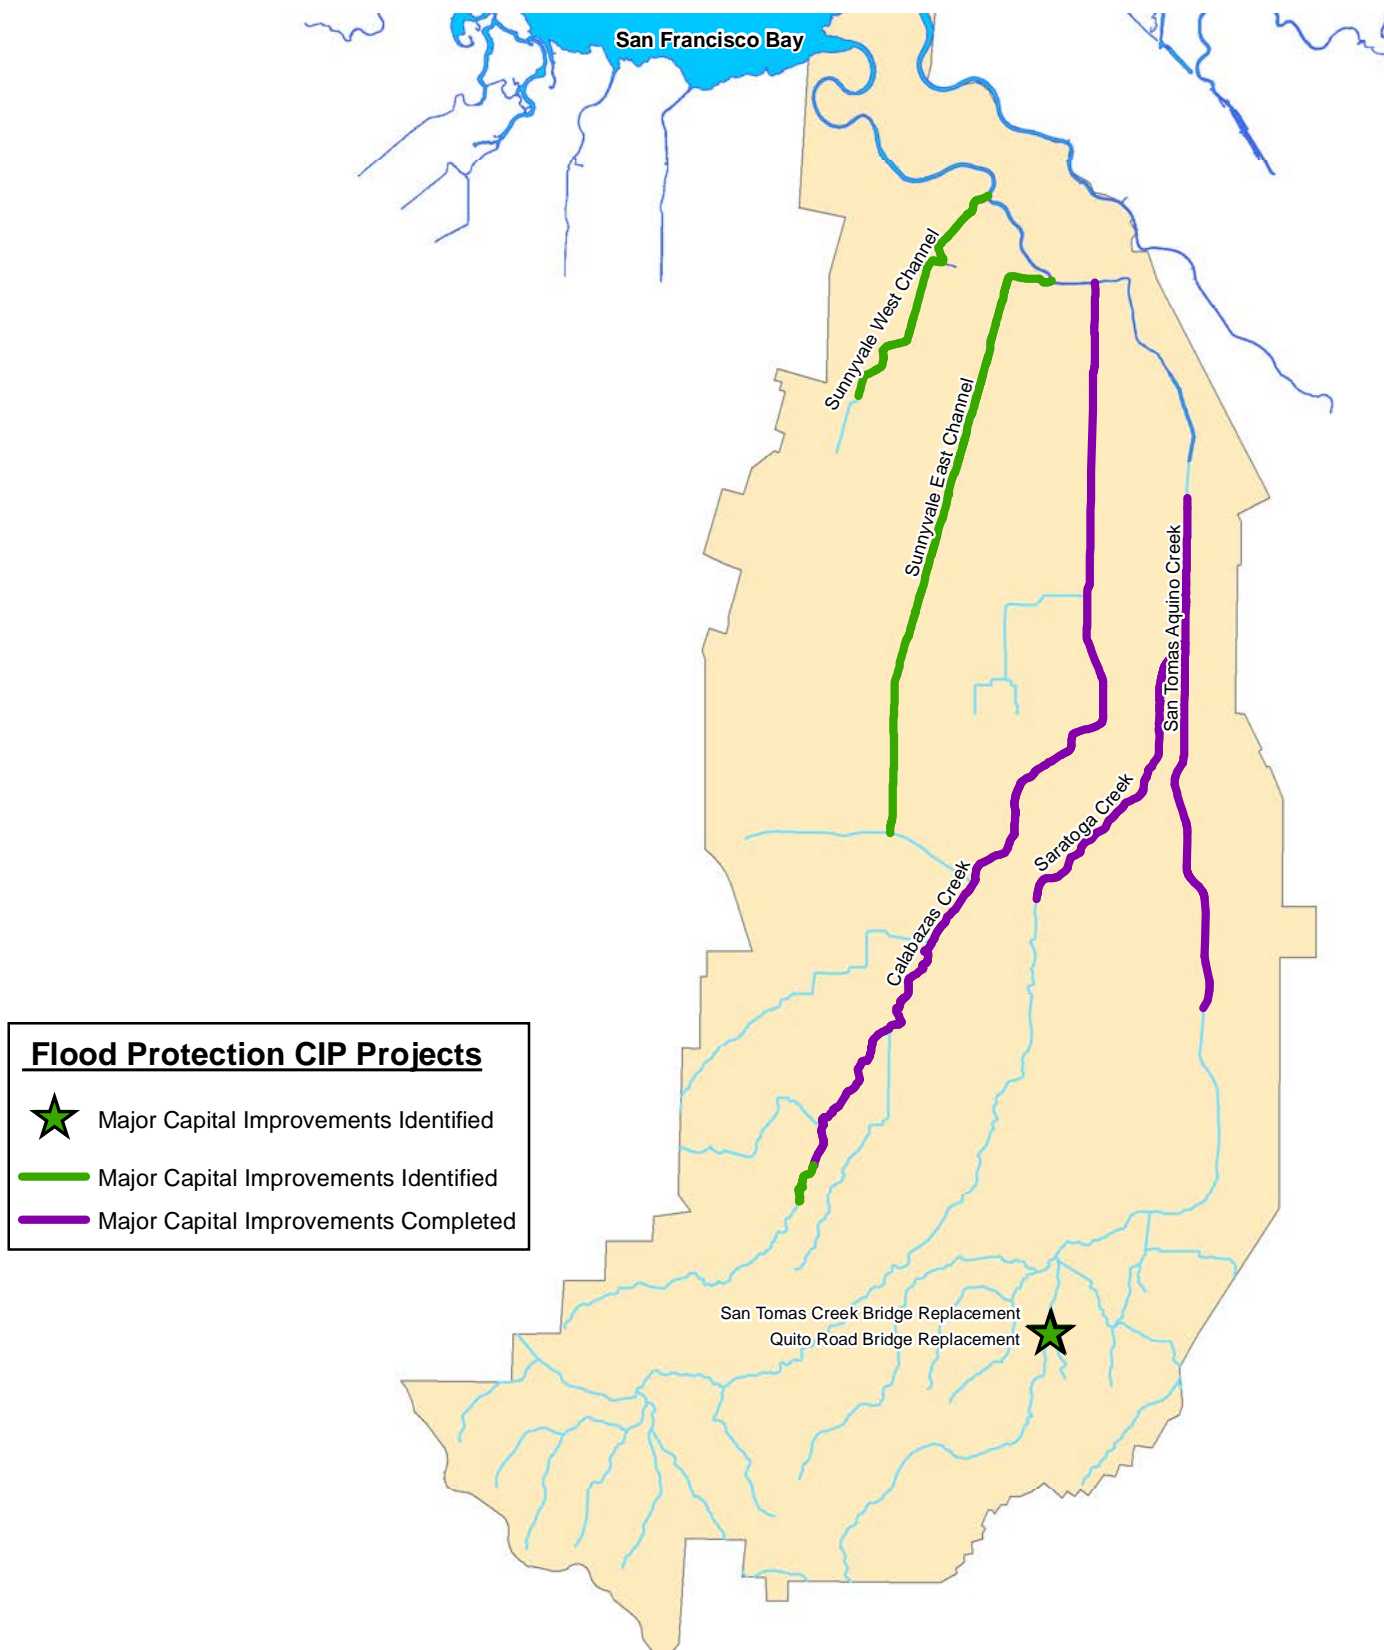 San Francisco Bay
Sunnyvale West Channel
Sunnyvale East Channel
San Tomas Aquino Creek
Saratoga Creek
Calabazas Creek
Flood Protection CIP Projects
Major Capital Improvements Identified
Major Capital Improvements Identified
Major Capital Improvements Completed
San Tomas Creek Bridge Replacement
Quito Road Bridge Replacement